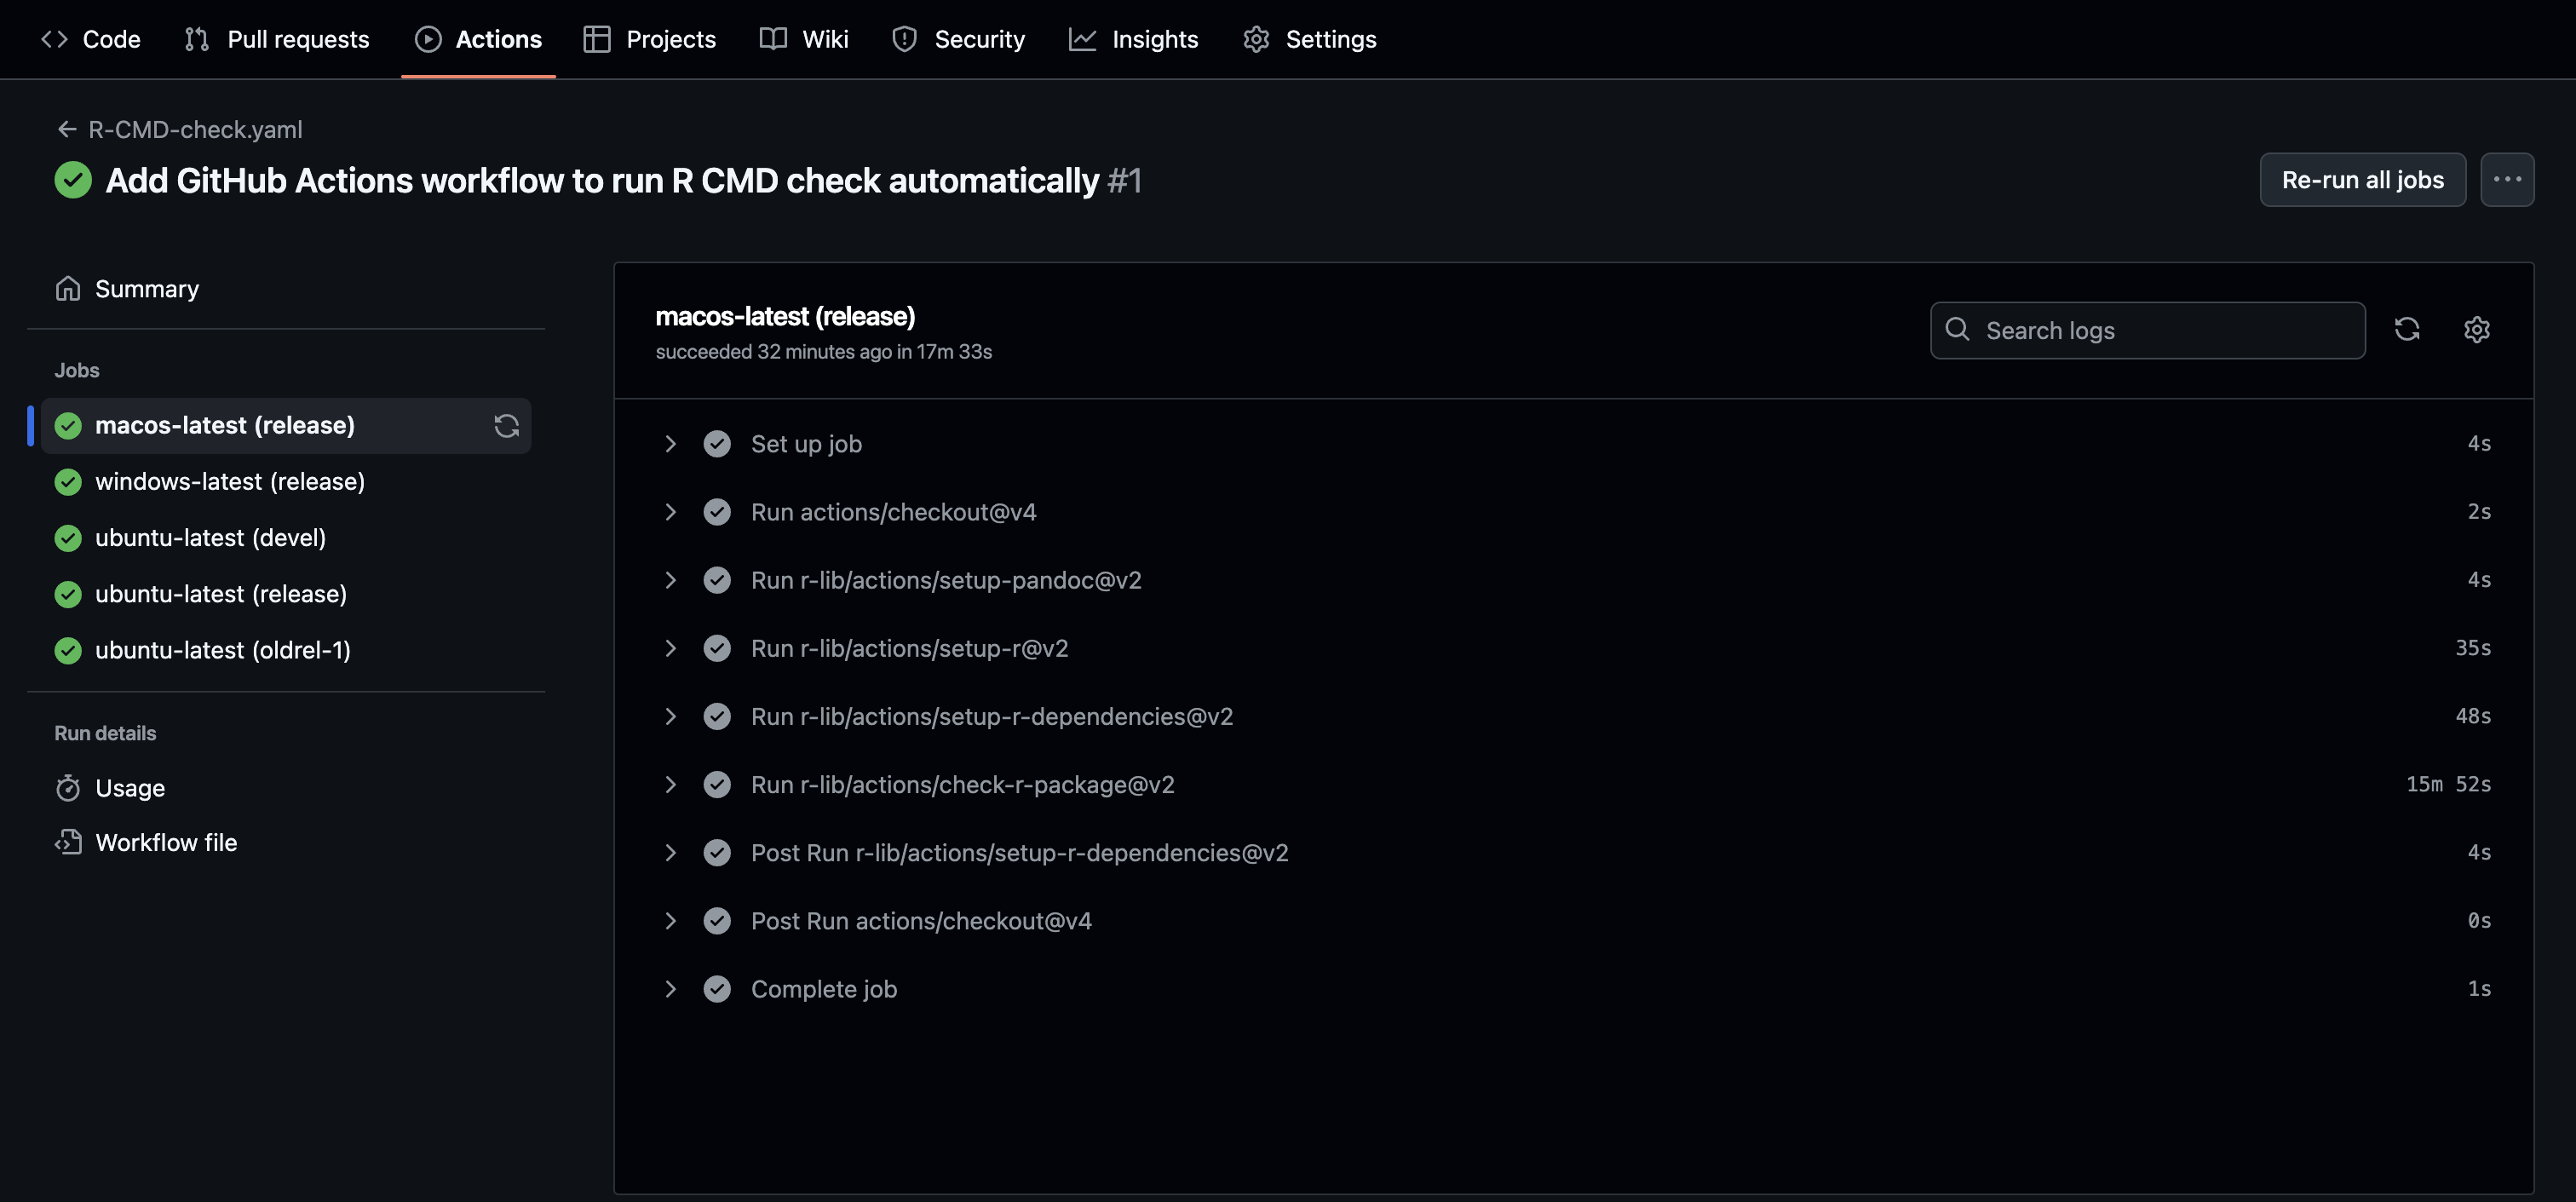 Code Pull requests Actions Projects Wiki Security Insights Settings
R-CMD-check.yaml
Add GitHub Actions workflow to run R CMD check automatically #1
Re-run all jobs
Summary
Jobs
macos-latest (release)
windows-latest (release)
ubuntu-latest (devel)
ubuntu-latest (release)
ubuntu-latest (oldrel-1)
Run details
Usage
Workflow file
macos-latest (release)
succeeded 32 minutes ago in 17m 33s
Search logs
Set up job 4s
Run actions/checkout@v4 2s
Run r-lib/actions/setup-pandoc@v2 4s
Run r-lib/actions/setup-r@v2 35s
Run r-lib/actions/setup-r-dependencies@v2 48s
Run r-lib/actions/check-r-package@v2 15m 52s
Post Run r-lib/actions/setup-r-dependencies@v2 4s
Post Run actions/checkout@v4 0s
Complete job 1s